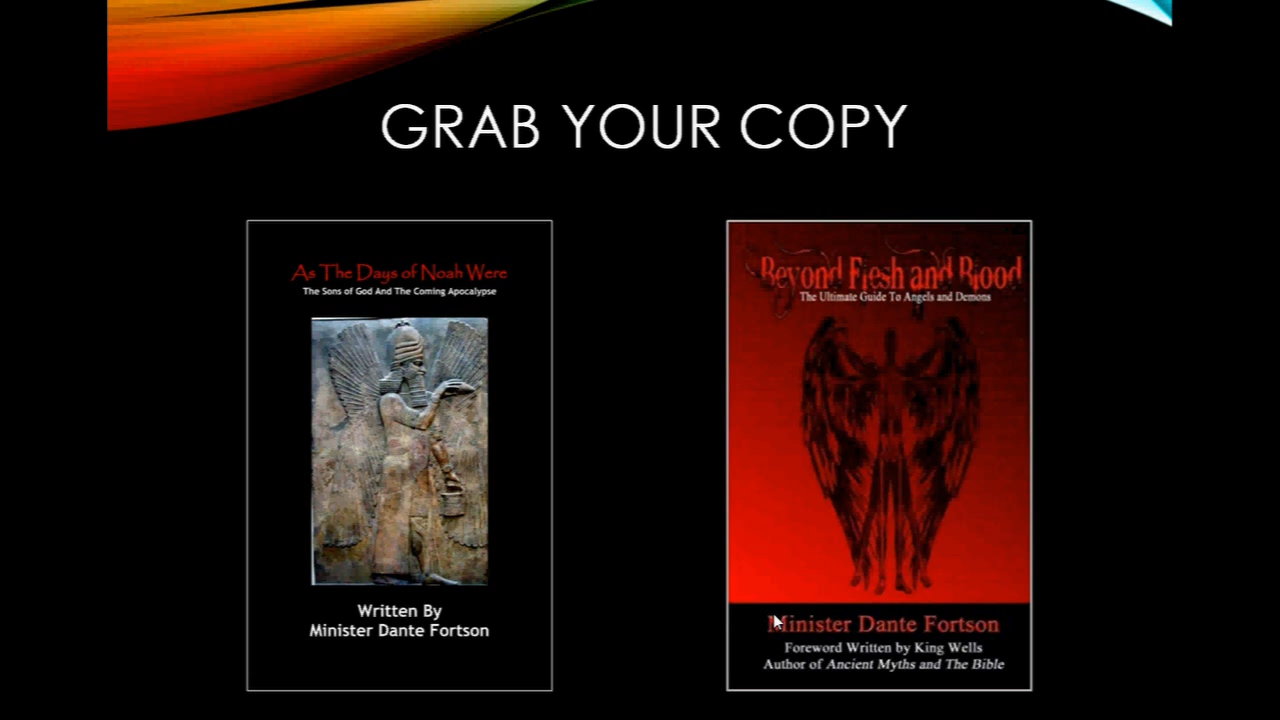 GRAB YOUR COPY
As The Days of Noah Were
The Sons of God And The Coming Apocalypse
Written By
Minister Dante Fortson
Beyond Flesh and Blood
The Ultimate Guide To Angels and Demons
Minister Dante Fortson
Foreword Written by King Wells
Author of Ancient Myths and The Bible